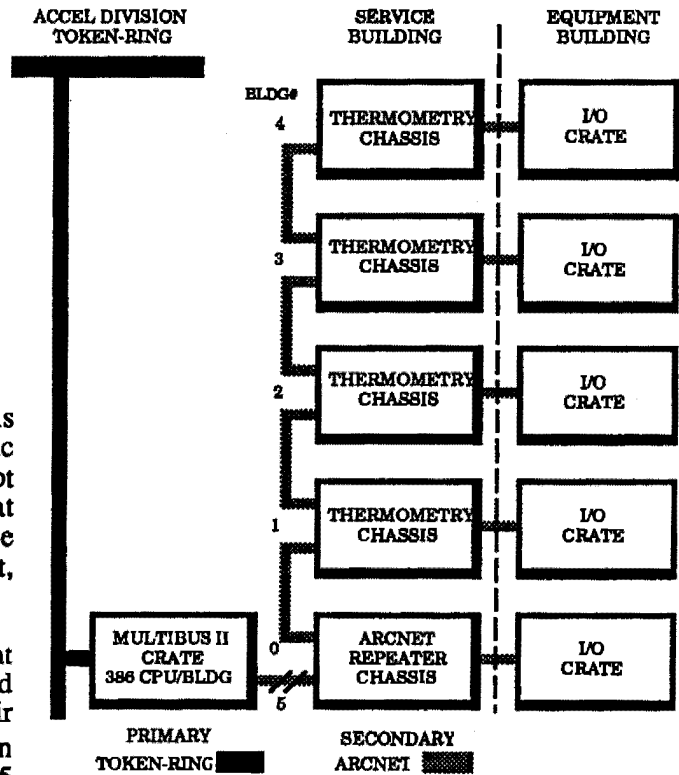 ACCEL DIVISION
TOKEN-RING
SERVICE
BUILDING
EQUIPMENT
BUILDING
BLDG#
4
THERMOMETRY
CHASSIS
I/O
CRATE
3
THERMOMETRY
CHASSIS
I/O
CRATE
2
THERMOMETRY
CHASSIS
I/O
CRATE
1
THERMOMETRY
CHASSIS
I/O
CRATE
0
MULTIBUS II
CRATE
386 CPU/BLDG
5
ARCNET
REPEATER
CHASSIS
I/O
CRATE
PRIMARY
TOKEN-RING
SECONDARY
ARCNET